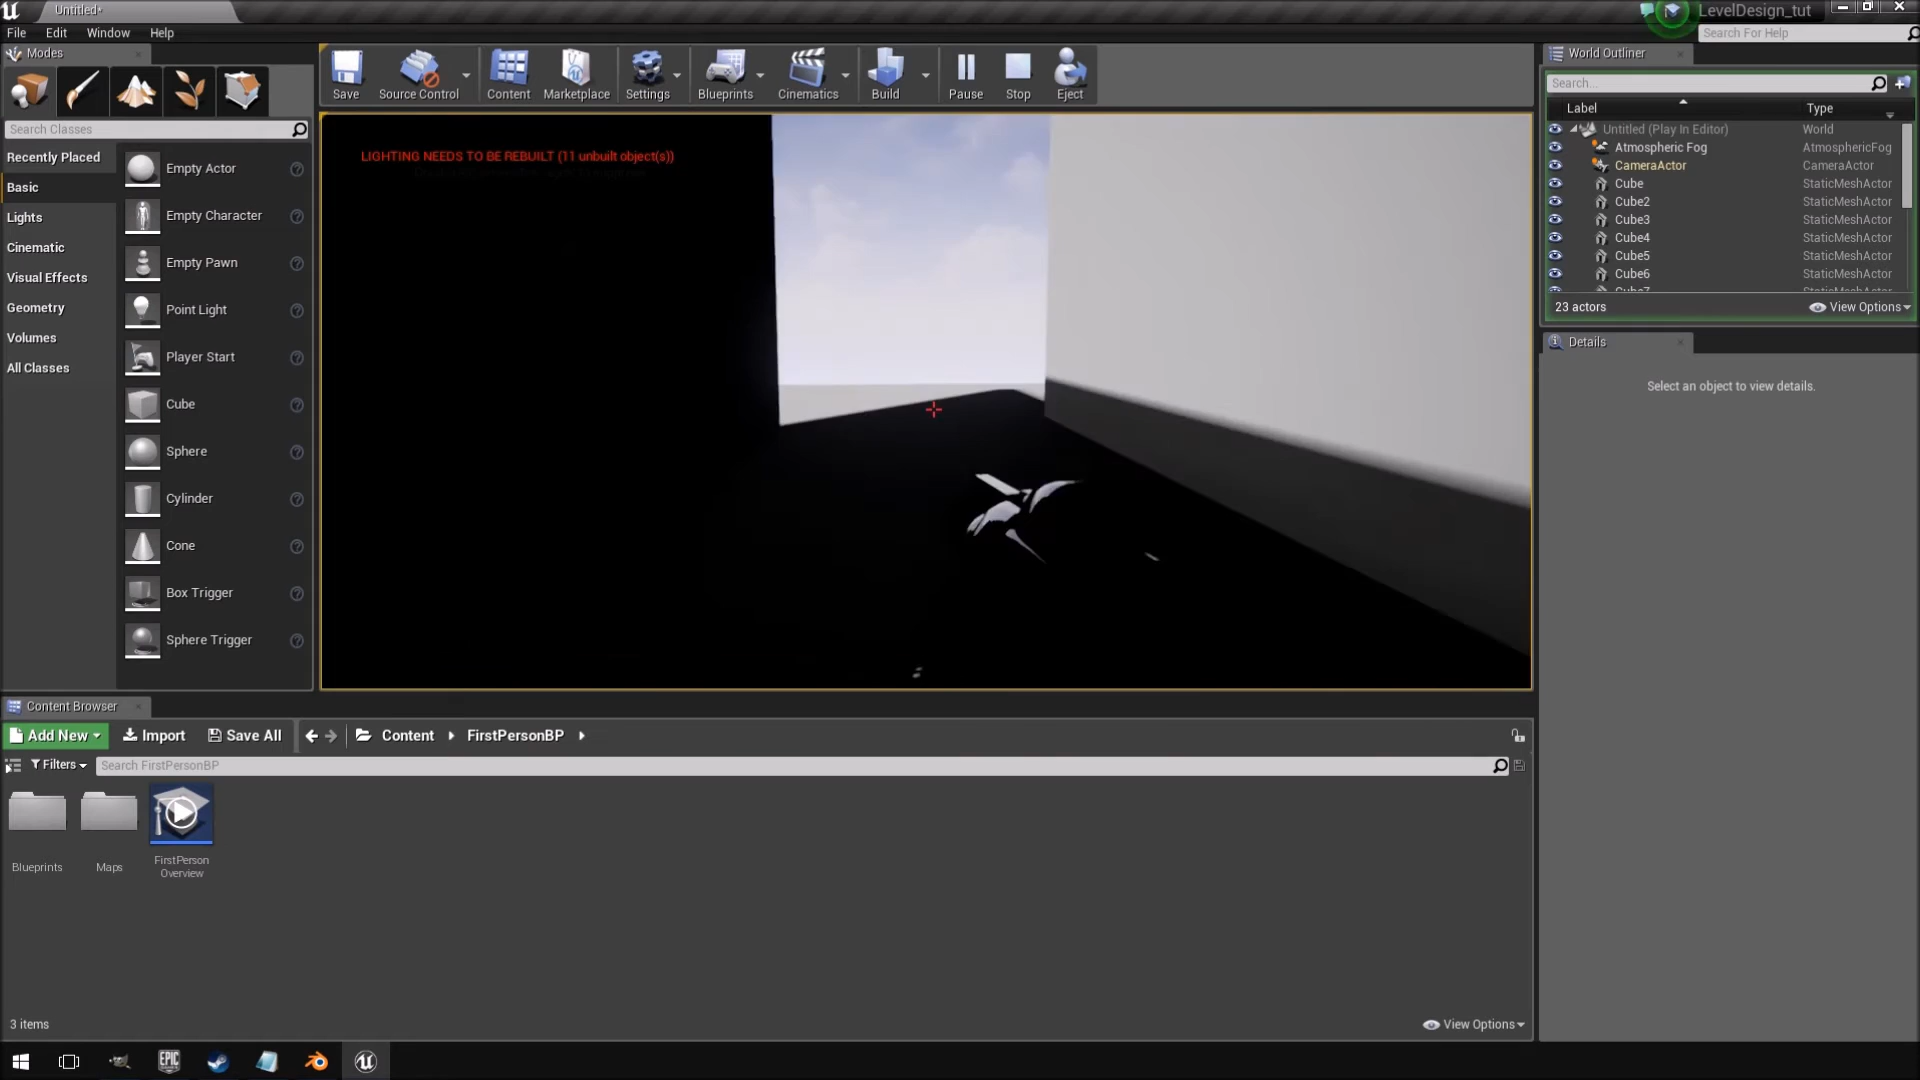 Untitled*
LevelDesign_tut
File Edit Window Help
Search For Help
Modes
Save
Source Control
Content
Marketplace
Settings
Blueprints
Cinematics
Build
Pause
Stop
Eject
Search Classes
Recently Placed
Basic
Lights
Cinematic
Visual Effects
Geometry
Volumes
All Classes
Empty Actor
Empty Character
Empty Pawn
Point Light
Player Start
Cube
Sphere
Cylinder
Cone
Box Trigger
Sphere Trigger
LIGHTING NEEDS TO BE REBUILT (11 unbuilt object(s))
World Outliner
Search...
Label Type
Untitled (Play In Editor) World
Atmospheric Fog AtmosphericFog
CameraActor CameraActor
Cube StaticMeshActor
Cube2 StaticMeshActor
Cube3 StaticMeshActor
Cube4 StaticMeshActor
Cube5 StaticMeshActor
Cube6 StaticMeshActor
Cube7 StaticMeshActor
23 actors View Options
Details
Select an object to view details.
Content Browser
Add New Import Save All Content FirstPersonBP
Filters Search FirstPersonBP
Blueprints
Maps
FirstPerson
Overview
3 items View Options
EPIC
GAMES